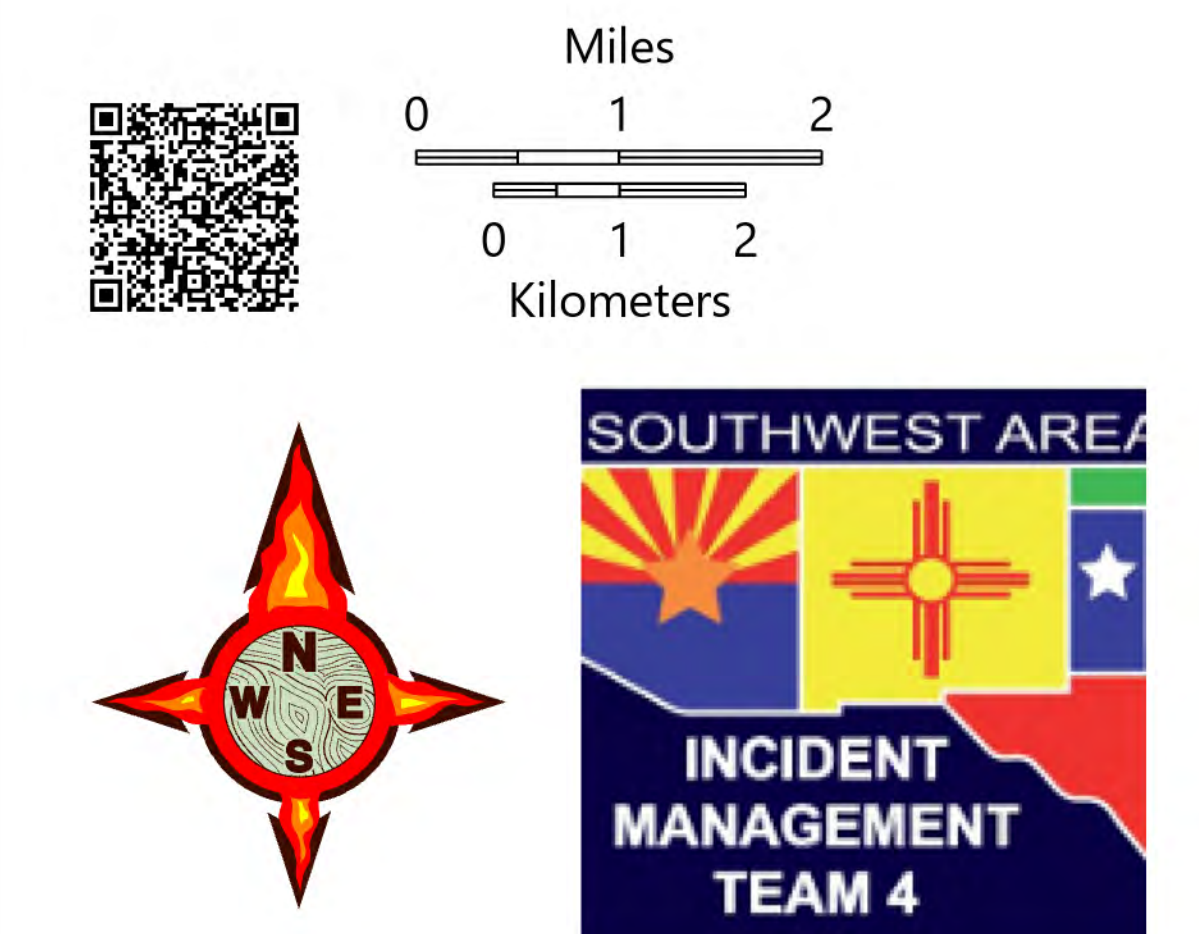 Miles
0 1 2
0 1 2
Kilometers
N
W E
S
SOUTHWEST AREA
INCIDENT
MANAGEMENT
TEAM 4